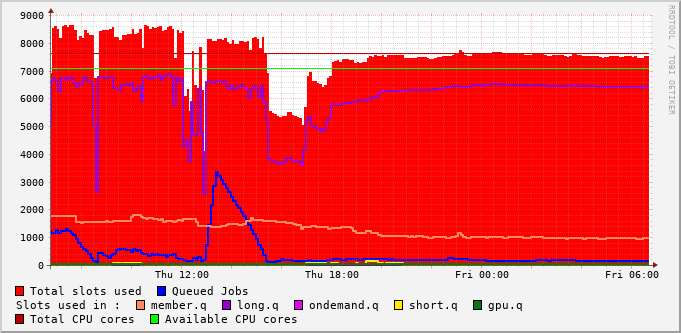 RRDTOOL / TOBI OETIKER
9000
8000
7000
6000
5000
4000
3000
2000
1000
0
Thu 12:00 Thu 18:00 Fri 00:00 Fri 06:00
Total slots used Queued Jobs
Slots used in : member.q long.q ondemand.q short.q gpu.q
Total CPU cores Available CPU cores